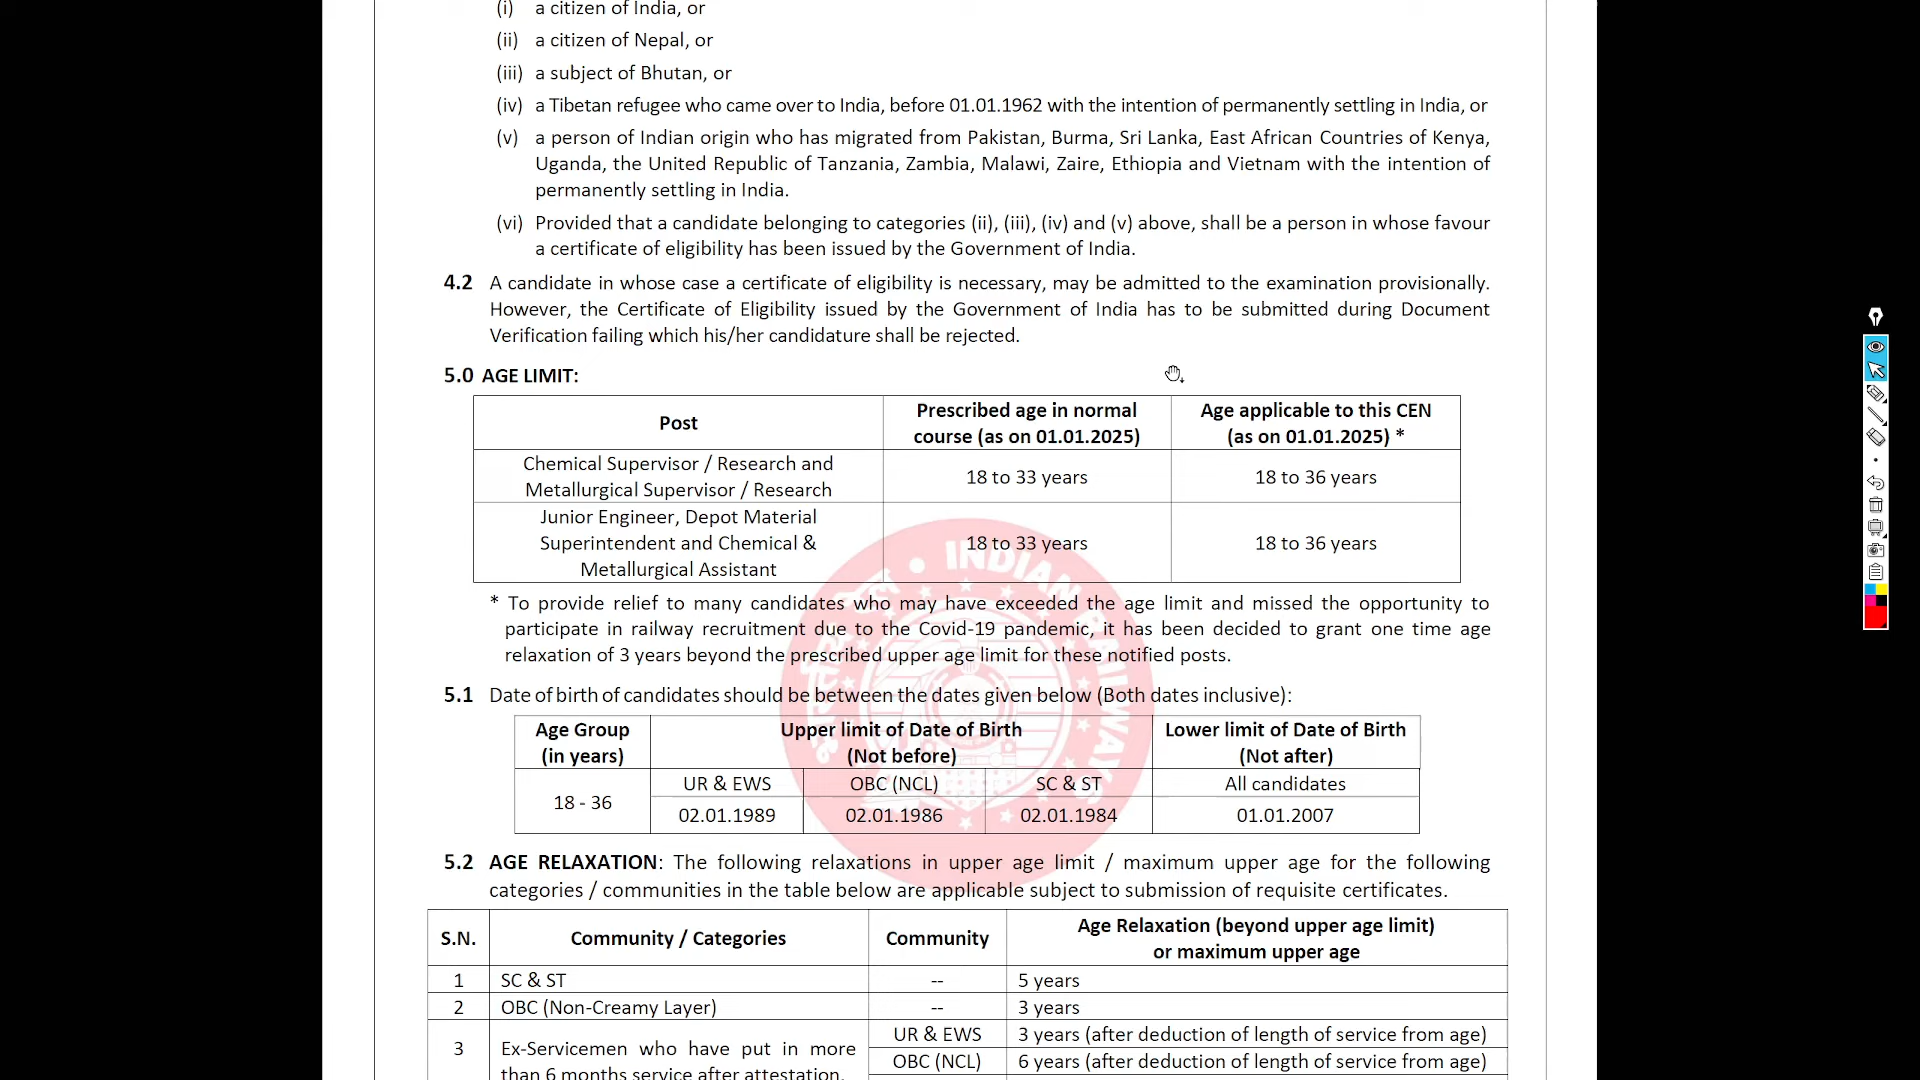 (i) a citizen of India, or
(ii) a citizen of Nepal, or
(iii) a subject of Bhutan, or
(iv) a Tibetan refugee who came over to India, before 01.01.1962 with the intention of permanently settling in India, or
(v) a person of Indian origin who has migrated from Pakistan, Burma, Sri Lanka, East African Countries of Kenya,
Uganda, the United Republic of Tanzania, Zambia, Malawi, Zaire, Ethiopia and Vietnam with the intention of
permanently settling in India.
(vi) Provided that a candidate belonging to categories (ii), (iii), (iv) and (v) above, shall be a person in whose favour
a certificate of eligibility has been issued by the Government of India.
4.2 A candidate in whose case a certificate of eligibility is necessary, may be admitted to the examination provisionally.
However, the Certificate of Eligibility issued by the Government of India has to be submitted during Document
Verification failing which his/her candidature shall be rejected.
5.0 AGE LIMIT:
Post
Prescribed age in normal
course (as on 01.01.2025)
Age applicable to this CEN
(as on 01.01.2025) *
Chemical Supervisor / Research and
Metallurgical Supervisor / Research
18 to 33 years
18 to 36 years
Junior Engineer, Depot Material
Superintendent and Chemical &
Metallurgical Assistant
18 to 33 years
18 to 36 years
* To provide relief to many candidates who may have exceeded the age limit and missed the opportunity to
participate in railway recruitment due to the Covid-19 pandemic, it has been decided to grant one time age
relaxation of 3 years beyond the prescribed upper age limit for these notified posts.
5.1 Date of birth of candidates should be between the dates given below (Both dates inclusive):
Age Group
(in years)
Upper limit of Date of Birth
(Not before)
Lower limit of Date of Birth
(Not after)
18 - 36
UR & EWS
OBC (NCL)
SC & ST
All candidates
02.01.1989
02.01.1986
02.01.1984
01.01.2007
भारतीय रेल
INDIAN RAILWAYS
5.2 AGE RELAXATION: The following relaxations in upper age limit / maximum upper age for the following
categories / communities in the table below are applicable subject to submission of requisite certificates.
S.N.
Community / Categories
Community
Age Relaxation (beyond upper age limit)
or maximum upper age
1 SC & ST -- 5 years
2 OBC (Non-Creamy Layer) -- 3 years
3
Ex-Servicemen who have put in more
than 6 months service after attestation.
UR & EWS 3 years (after deduction of length of service from age)
OBC (NCL) 6 years (after deduction of length of service from age)